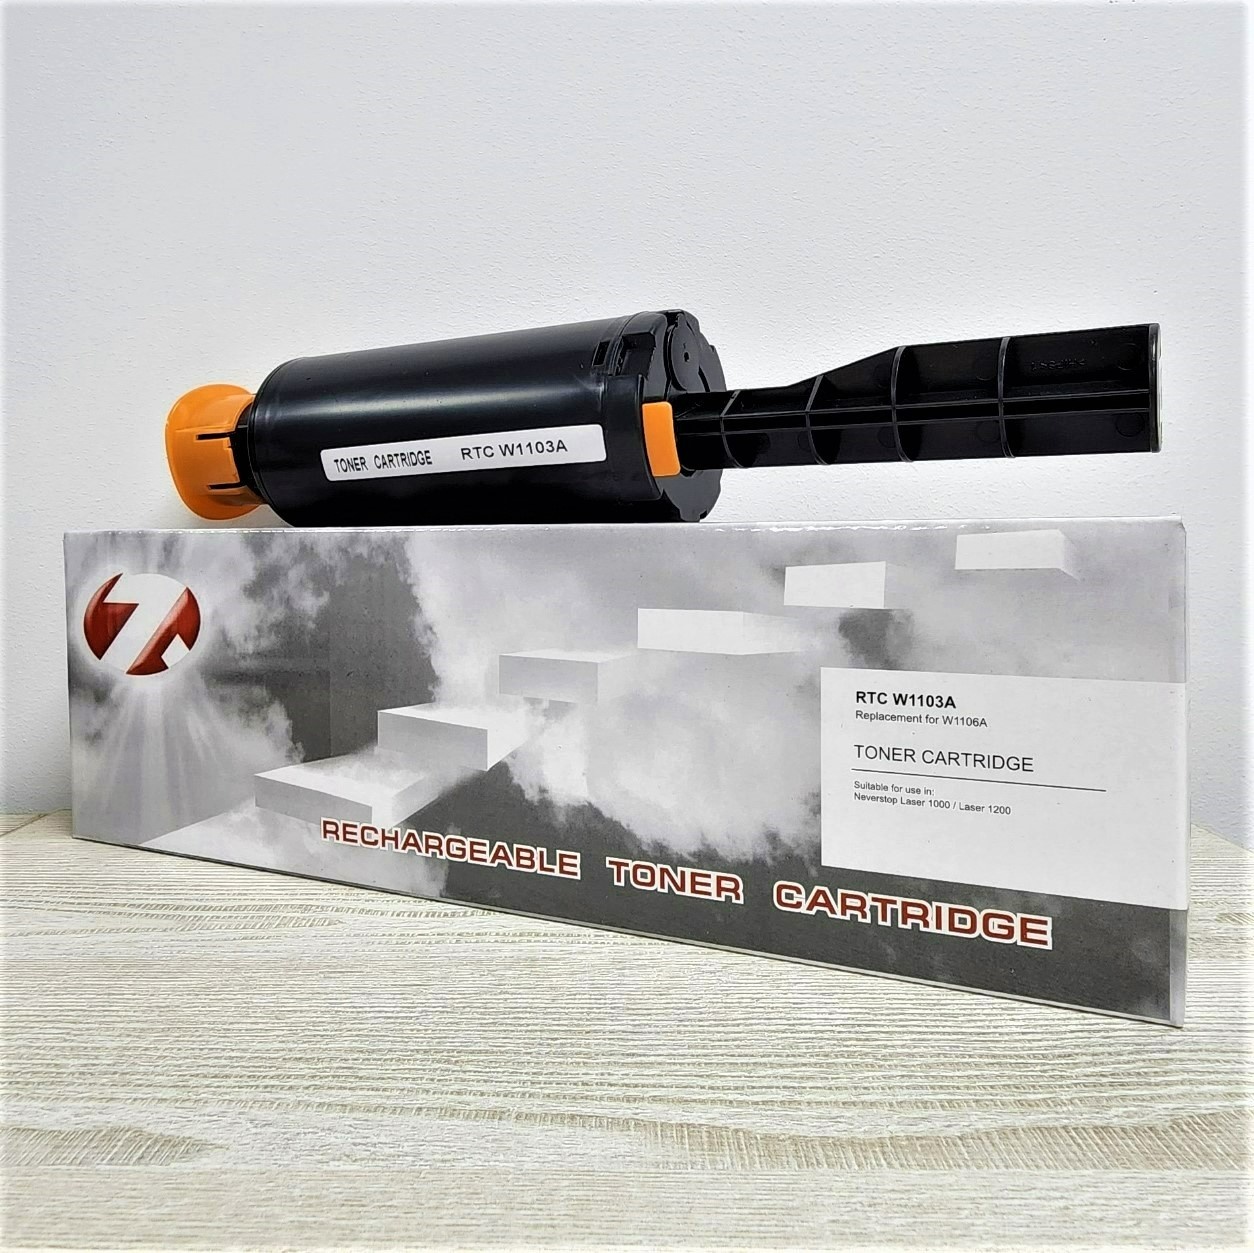 TONER CARTRIDGE RTC W1103A
RTC W1103A
Replacement for W1106A
TONER CARTRIDGE
Suitable for use in:
Neverstop Laser 1000 / Laser 1200
RECHARGEABLE TONER CARTRIDGE